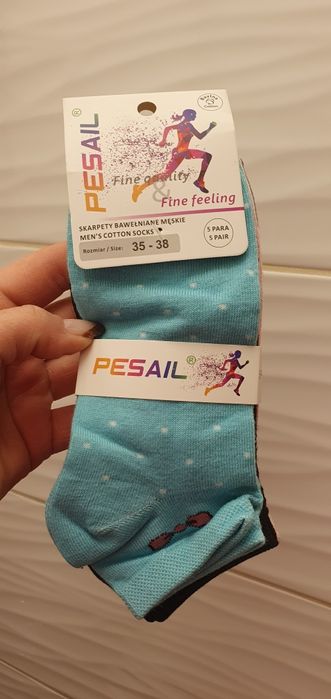 PESAIL®
Fine quality
&
Fine feeling
SKARPETY BAWEŁNIANE MĘSKIE
MEN'S COTTON SOCKS
Rozmiar / Size: 35 - 38
5 PARA
5 PAIR
PESAIL®